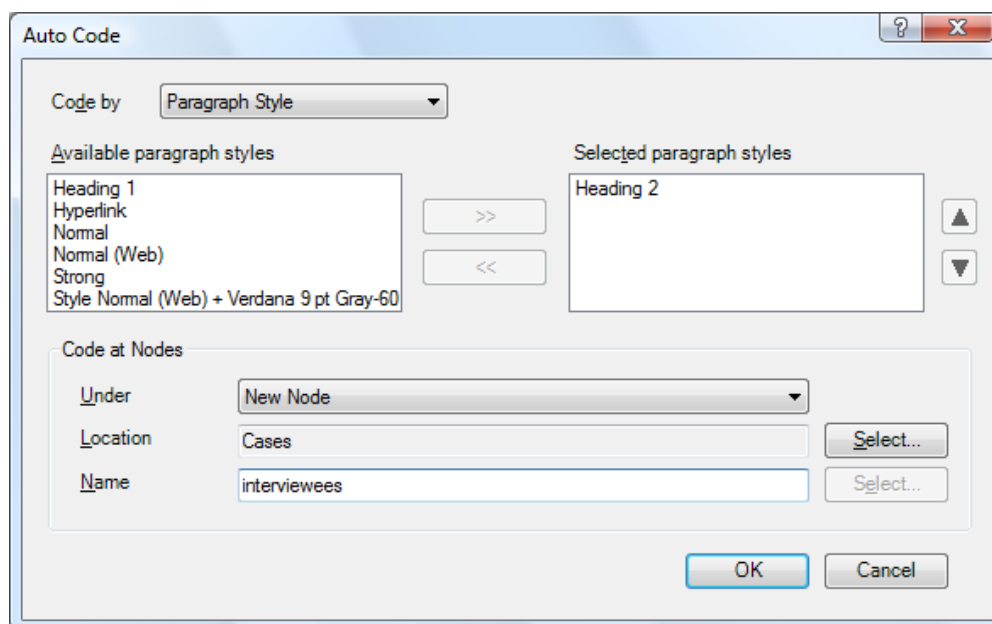 Auto Code
?
Code by Paragraph Style
Available paragraph styles
Selected paragraph styles
Heading 1
Hyperlink
Normal
Normal (Web)
Strong
Style Normal (Web) + Verdana 9 pt Gray-60
>>
<<
Heading 2
Code at Nodes
Under New Node
Location Cases Select...
Name interviewees Select...
OK Cancel